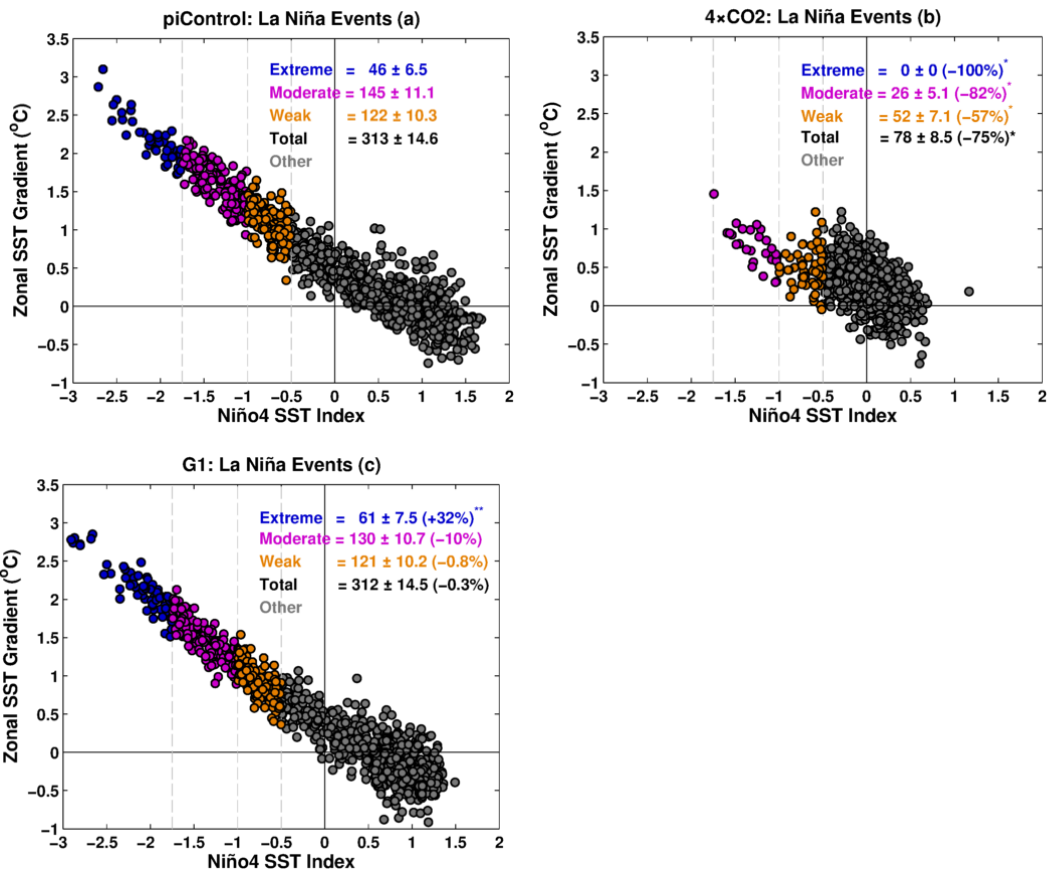 piControl: La Niña Events (a)
3.5
3
2.5
2
1.5
1
0.5
0
−0.5
−1
Zonal SST Gradient (°C)
Extreme = 46 ± 6.5
Moderate = 145 ± 11.1
Weak = 122 ± 10.3
Total = 313 ± 14.6
Other
−3 −2.5 −2 −1.5 −1 −0.5 0 0.5 1 1.5 2
Niño4 SST Index
4×CO2: La Niña Events (b)
3.5
3
2.5
2
1.5
1
0.5
0
−0.5
−1
Zonal SST Gradient (°C)
Extreme = 0 ± 0 (−100%)*
Moderate = 26 ± 5.1 (−82%)*
Weak = 52 ± 7.1 (−57%)*
Total = 78 ± 8.5 (−75%)*
Other
−3 −2.5 −2 −1.5 −1 −0.5 0 0.5 1 1.5 2
Niño4 SST Index
G1: La Niña Events (c)
3.5
3
2.5
2
1.5
1
0.5
0
−0.5
−1
Zonal SST Gradient (°C)
Extreme = 61 ± 7.5 (+32%)**
Moderate = 130 ± 10.7 (−10%)
Weak = 121 ± 10.2 (−0.8%)
Total = 312 ± 14.5 (−0.3%)
Other
−3 −2.5 −2 −1.5 −1 −0.5 0 0.5 1 1.5 2
Niño4 SST Index